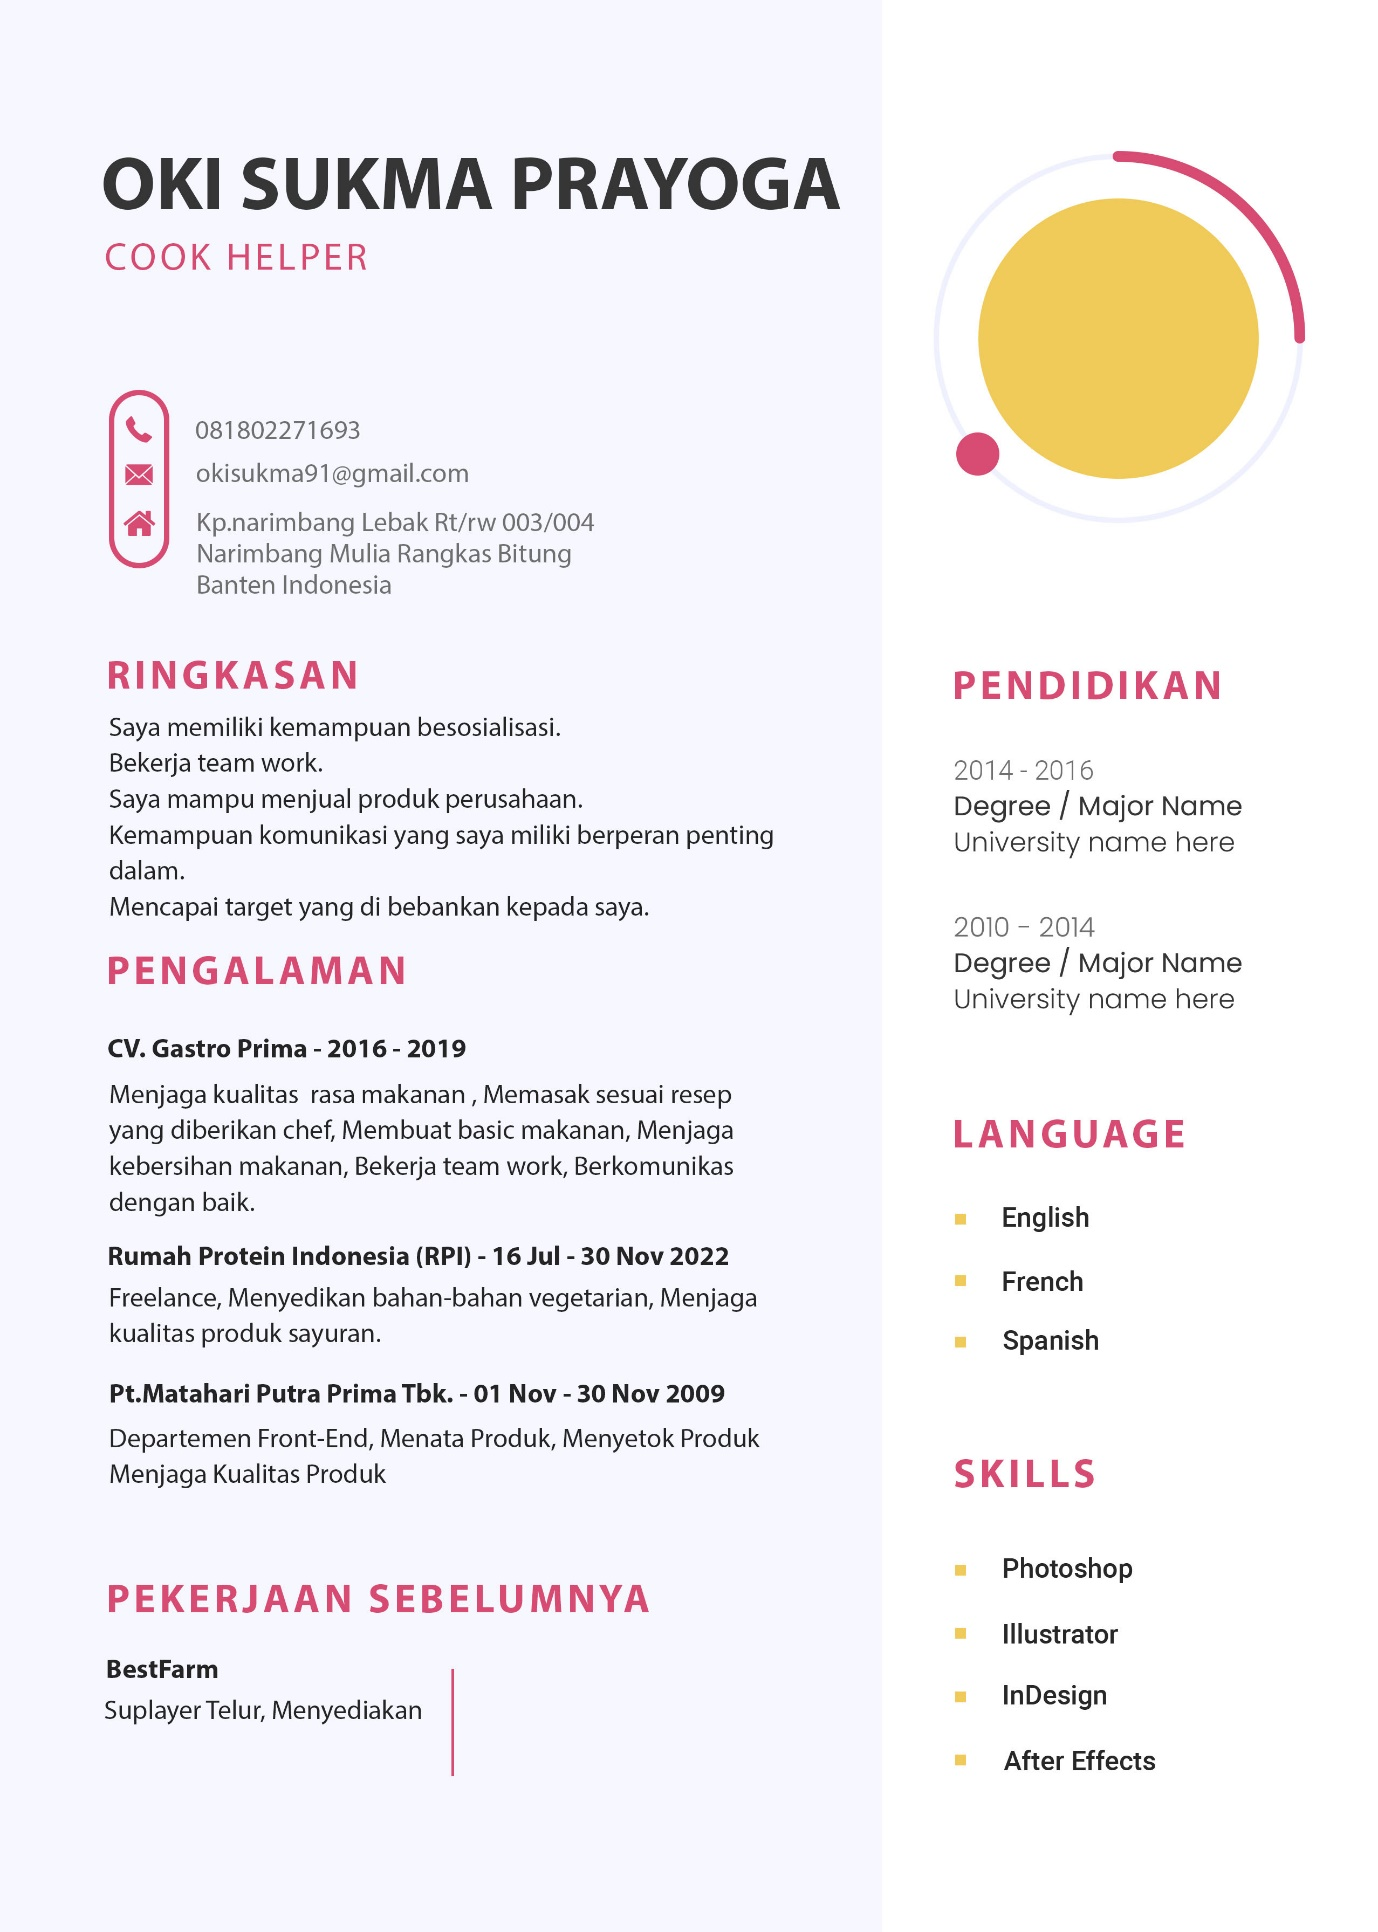 OKI SUKMA PRAYOGA
COOK HELPER
081802271693
okisukma91@gmail.com
Kp.narimbang Lebak Rt/rw 003/004
Narimbang Mulia Rangkas Bitung
Banten Indonesia
RINGKASAN
Saya memiliki kemampuan besosialisasi.
Bekerja team work.
Saya mampu menjual produk perusahaan.
Kemampuan komunikasi yang saya miliki berperan penting
dalam.
Mencapai target yang di bebankan kepada saya.
PENGALAMAN
CV. Gastro Prima - 2016 - 2019
Menjaga kualitas  rasa makanan , Memasak sesuai resep
yang diberikan chef, Membuat basic makanan, Menjaga
kebersihan makanan, Bekerja team work, Berkomunikas
dengan baik.
Rumah Protein Indonesia (RPI) - 16 Jul - 30 Nov 2022
Freelance, Menyedikan bahan-bahan vegetarian, Menjaga
kualitas produk sayuran.
Pt.Matahari Putra Prima Tbk. - 01 Nov - 30 Nov 2009
Departemen Front-End, Menata Produk, Menyetok Produk
Menjaga Kualitas Produk
PEKERJAAN SEBELUMNYA
BestFarm
Suplayer Telur, Menyediakan
PENDIDIKAN
2014 - 2016
Degree / Major Name
University name here
2010 - 2014
Degree / Major Name
University name here
LANGUAGE
English
French
Spanish
SKILLS
Photoshop
Illustrator
InDesign
After Effects